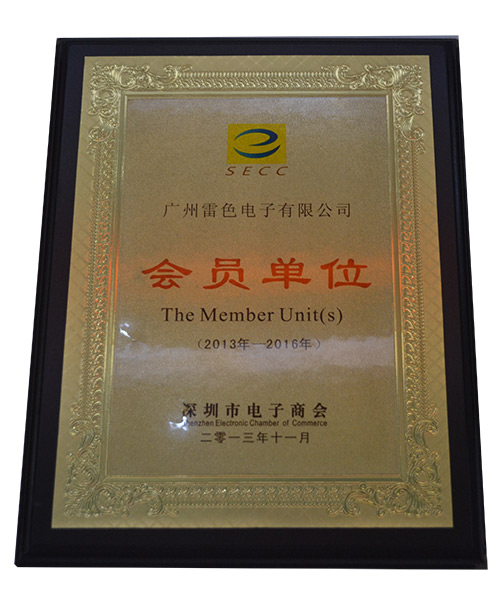 SECC
广州雷色电子有限公司
会员单位
The Member Unit(s)
(2013年—2016年)
深圳市电子商会
Shenzhen Electronic Chamber of Commerce
二零一三年十一月